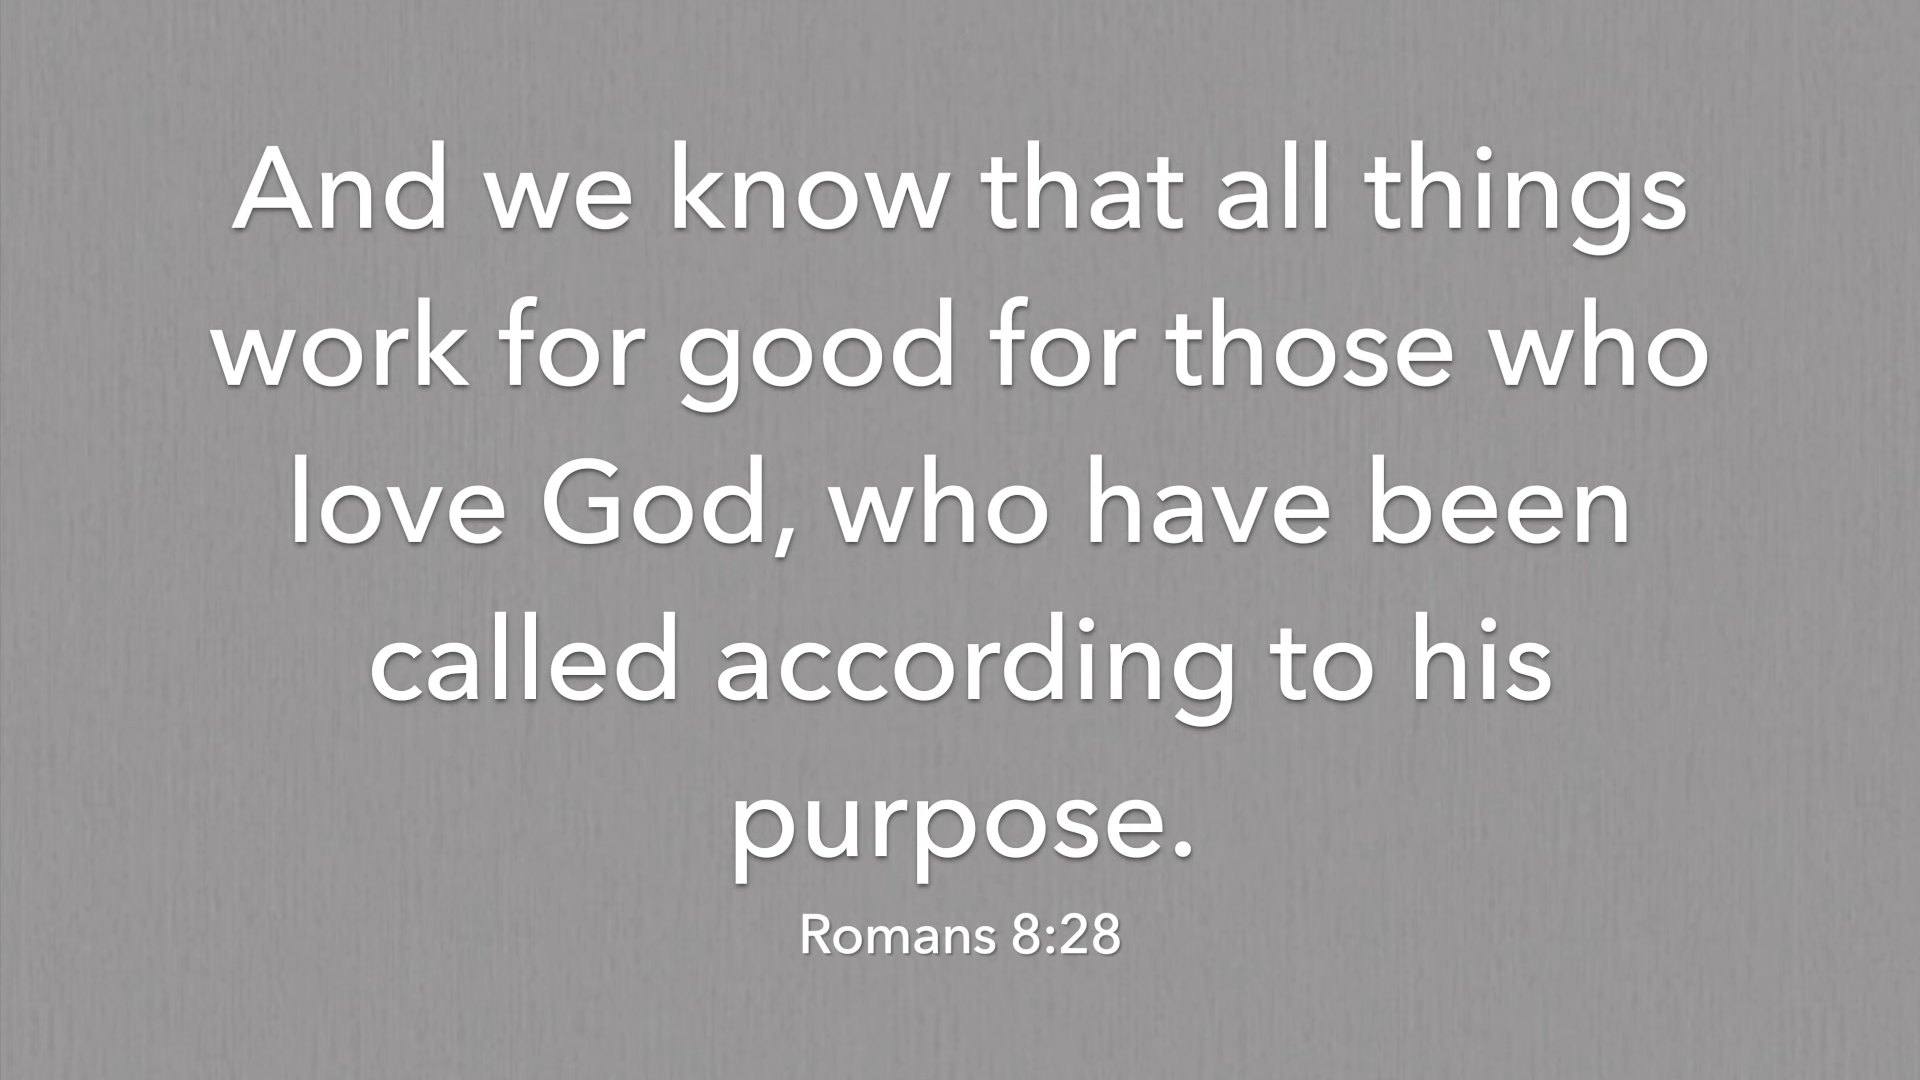 And we know that all things
work for good for those who
love God, who have been
called according to his
purpose.
Romans 8:28